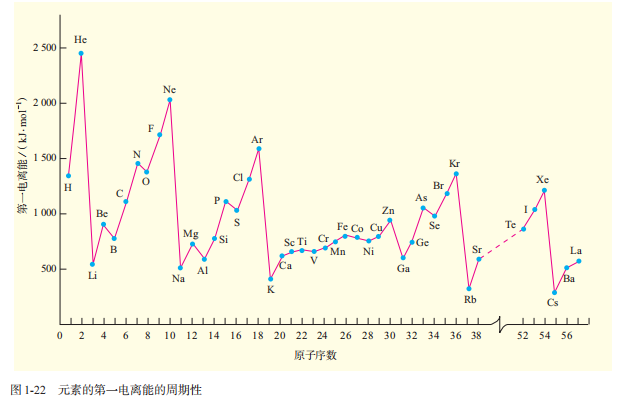 2 500
2 000
1 500
1 000
500
第一电离能/(kJ·mol⁻¹)
He
Ne
F
N
O
C
Be
B
H
Li
Ar
Cl
P
S
Si
Mg
Al
Na
K
Ca
Sc
Ti
V
Cr
Mn
Fe
Co
Ni
Cu
Zn
Ga
Ge
As
Se
Br
Kr
Rb
Sr
Te
I
Xe
Cs
Ba
La
0 2 4 6 8 10 12 14 16 18 20 22 24 26 28 30 32 34 36 38 52 54 56
原子序数
图 1-22 元素的第一电离能的周期性